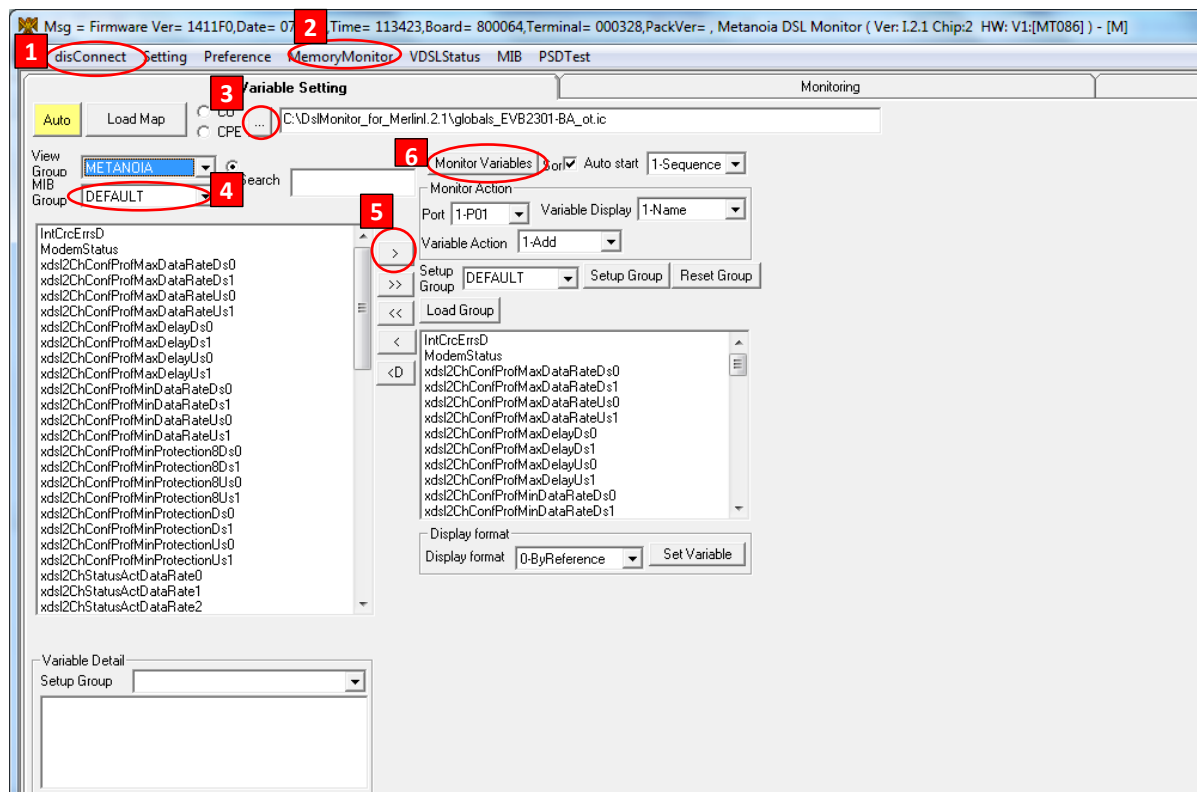 Msg = Firmware Ver= 1411F0,Date= 07 ,Time= 113423,Board= 800064,Terminal= 000328,PackVer= , Metanoia DSL Monitor ( Ver: I.2.1 Chip:2 HW: V1:[MT086] ) - [M]
2
1
disConnect Setting Preference MemoryMonitor VDSLStatus MIB PSDTest
Variable Setting Monitoring
3
Auto Load Map CO
CPE ... C:\DslMonitor_for_MerlinI.2.1\globals_EVB2301-BA_ot.ic
6
View
Group METANOIA
Search
Monitor Variables Sort Auto start 1-Sequence
MIB
Group DEFAULT
4
Monitor Action
5
Port 1-P01 Variable Display 1-Name
Variable Action 1-Add
>
>>
<<
<
<D
Setup
Group DEFAULT Setup Group Reset Group
Load Group
IntCrcErrsD
ModemStatus
xdsl2ChConfProfMaxDataRateDs0
xdsl2ChConfProfMaxDataRateDs1
xdsl2ChConfProfMaxDataRateUs0
xdsl2ChConfProfMaxDataRateUs1
xdsl2ChConfProfMaxDelayDs0
xdsl2ChConfProfMaxDelayDs1
xdsl2ChConfProfMaxDelayUs0
xdsl2ChConfProfMaxDelayUs1
xdsl2ChConfProfMinDataRateDs0
xdsl2ChConfProfMinDataRateDs1
xdsl2ChConfProfMinDataRateUs0
xdsl2ChConfProfMinDataRateUs1
xdsl2ChConfProfMinProtection8Ds0
xdsl2ChConfProfMinProtection8Ds1
xdsl2ChConfProfMinProtection8Us0
xdsl2ChConfProfMinProtection8Us1
xdsl2ChConfProfMinProtectionDs0
xdsl2ChConfProfMinProtectionDs1
xdsl2ChConfProfMinProtectionUs0
xdsl2ChConfProfMinProtectionUs1
xdsl2ChStatusActDataRate0
xdsl2ChStatusActDataRate1
xdsl2ChStatusActDataRate2
IntCrcErrsD
ModemStatus
xdsl2ChConfProfMaxDataRateDs0
xdsl2ChConfProfMaxDataRateDs1
xdsl2ChConfProfMaxDataRateUs0
xdsl2ChConfProfMaxDataRateUs1
xdsl2ChConfProfMaxDelayDs0
xdsl2ChConfProfMaxDelayDs1
xdsl2ChConfProfMaxDelayUs0
xdsl2ChConfProfMaxDelayUs1
xdsl2ChConfProfMinDataRateDs0
xdsl2ChConfProfMinDataRateDs1
Display format
Display format 0-ByReference Set Variable
Variable Detail
Setup Group